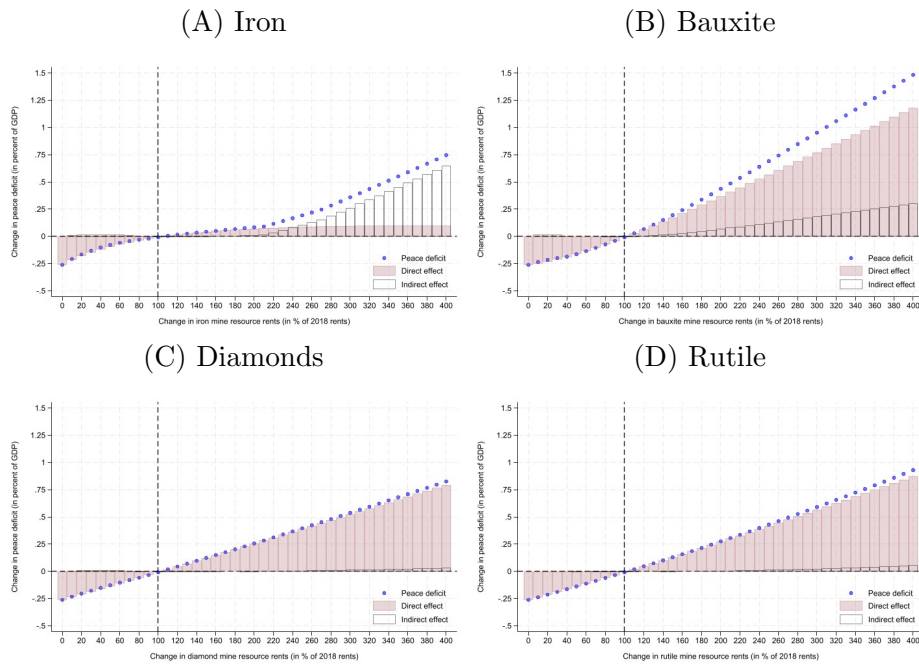 (A) Iron
(B) Bauxite
Change in peace deficit (in percent of GDP)
1.5
1.25
1
.75
.5
.25
0
-.25
-.5
Peace deficit
Direct effect
Indirect effect
0 20 40 60 80 100 120 140 160 180 200 220 240 260 280 300 320 340 360 380 400
Change in iron mine resource rents (in % of 2018 rents)
Change in peace deficit (in percent of GDP)
1.5
1.25
1
.75
.5
.25
0
-.25
-.5
Peace deficit
Direct effect
Indirect effect
0 20 40 60 80 100 120 140 160 180 200 220 240 260 280 300 320 340 360 380 400
Change in bauxite mine resource rents (in % of 2018 rents)
(C) Diamonds
(D) Rutile
Change in peace deficit (in percent of GDP)
1.5
1.25
1
.75
.5
.25
0
-.25
-.5
Peace deficit
Direct effect
Indirect effect
0 20 40 60 80 100 120 140 160 180 200 220 240 260 280 300 320 340 360 380 400
Change in diamond mine resource rents (in % of 2018 rents)
Change in peace deficit (in percent of GDP)
1.5
1.25
1
.75
.5
.25
0
-.25
-.5
Peace deficit
Direct effect
Indirect effect
0 20 40 60 80 100 120 140 160 180 200 220 240 260 280 300 320 340 360 380 400
Change in rutile mine resource rents (in % of 2018 rents)